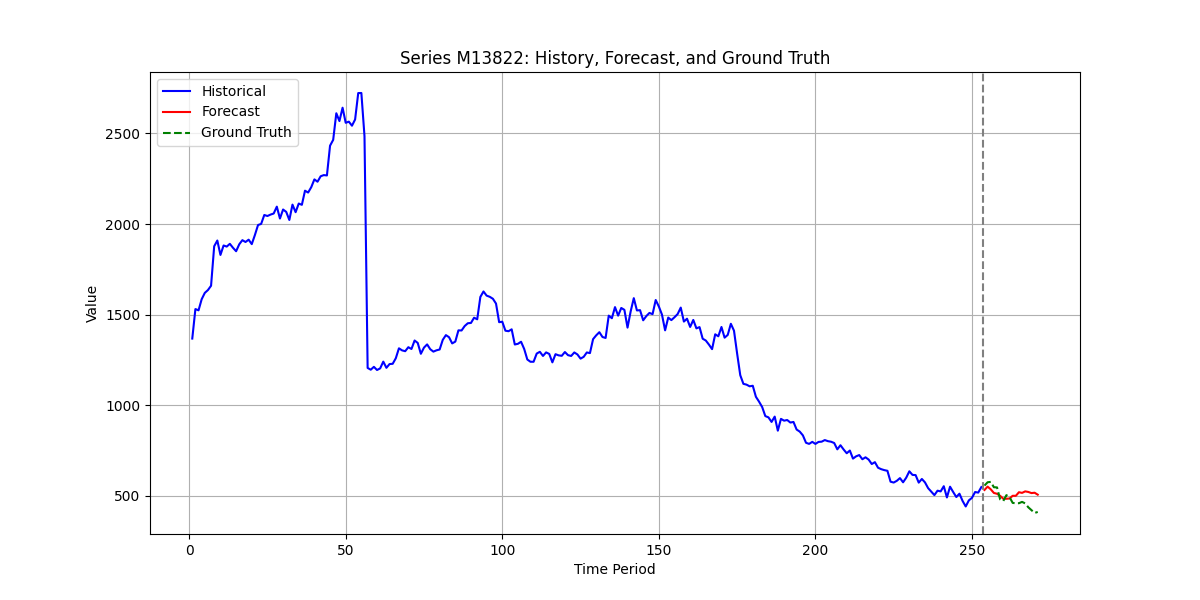 Series M13822: History, Forecast, and Ground Truth
Historical
Forecast
Ground Truth
2500
2000
1500
1000
500
Value
0 50 100 150 200 250
Time Period